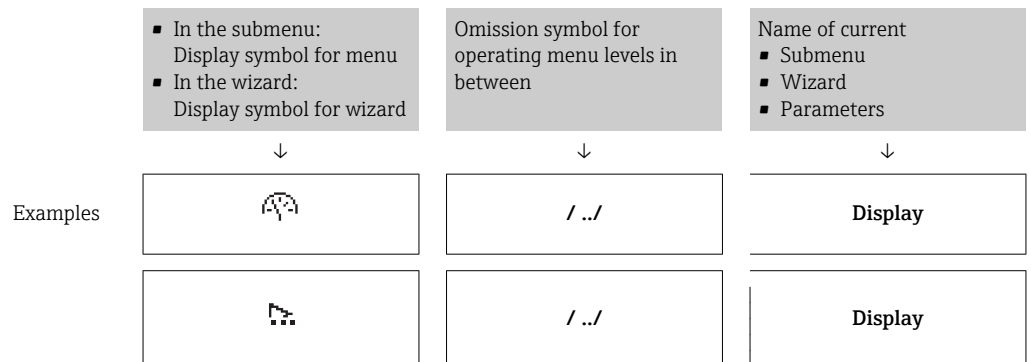 ▪ In the submenu:
Display symbol for menu
▪ In the wizard:
Display symbol for wizard
Omission symbol for
operating menu levels in
between
Name of current
▪ Submenu
▪ Wizard
▪ Parameters
↓ ↓ ↓
Examples / ../ Display
/ ../ Display